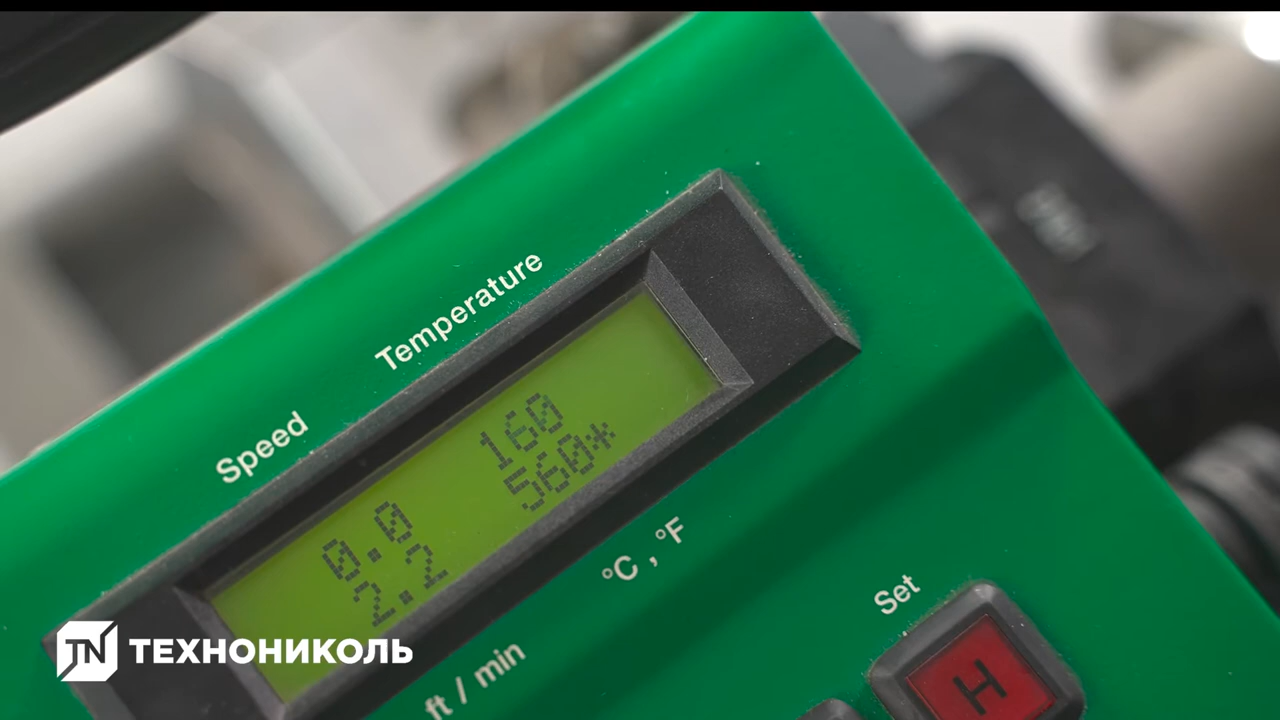 Temperature
Speed
160
560*
0.0
2.2
°C , °F
Set
H
ft / min
TN ТЕХНОНИКОЛЬ